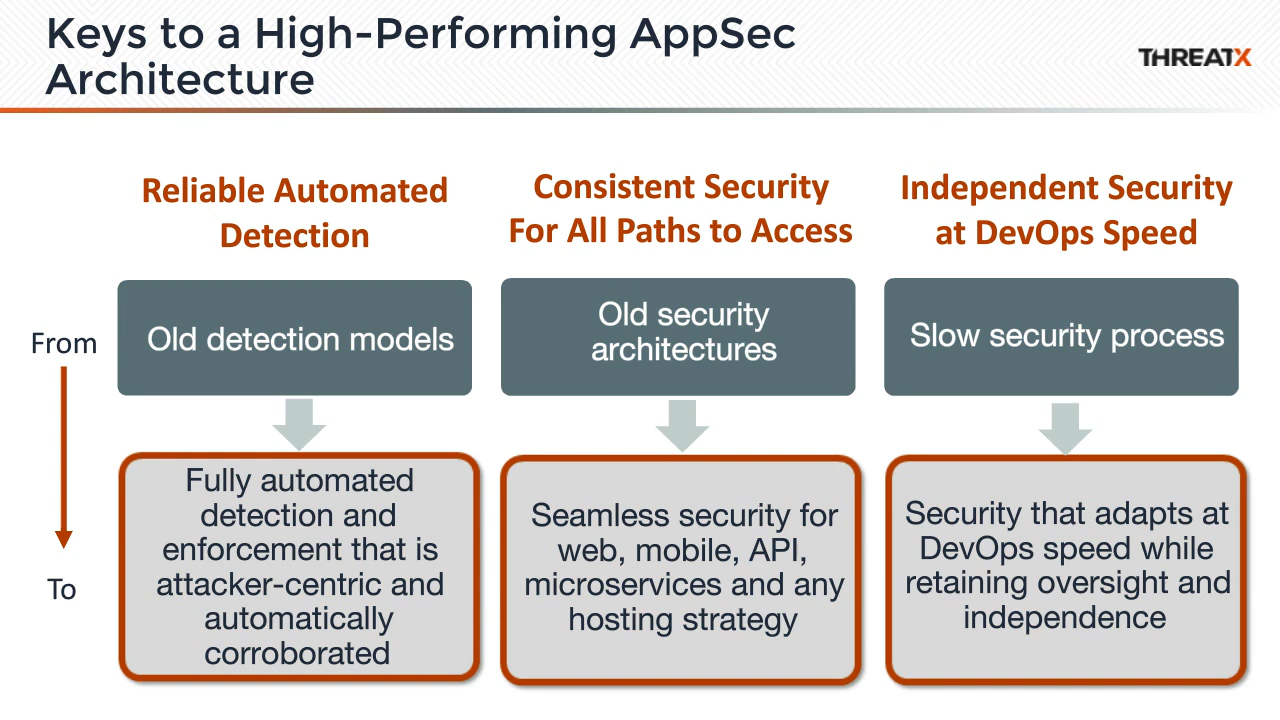 Keys to a High-Performing AppSec
Architecture
THREATX
Reliable Automated
Detection
Consistent Security
For All Paths to Access
Independent Security
at DevOps Speed
From
Old detection models
Old security
architectures
Slow security process
To
Fully automated
detection and
enforcement that is
attacker-centric and
automatically
corroborated
Seamless security for
web, mobile, API,
microservices and any
hosting strategy
Security that adapts at
DevOps speed while
retaining oversight and
independence